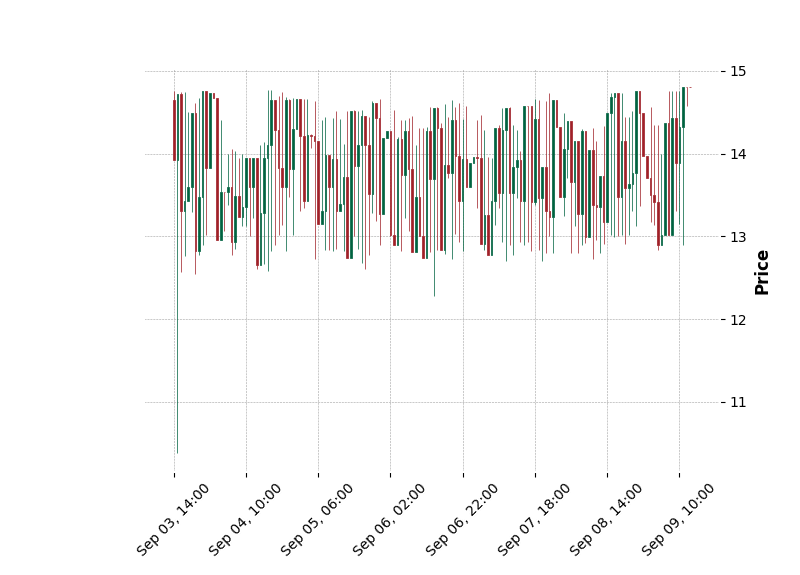 15
14
13
12
11
Price
Sep 03, 14:00
Sep 04, 10:00
Sep 05, 06:00
Sep 06, 02:00
Sep 06, 22:00
Sep 07, 18:00
Sep 08, 14:00
Sep 09, 10:00